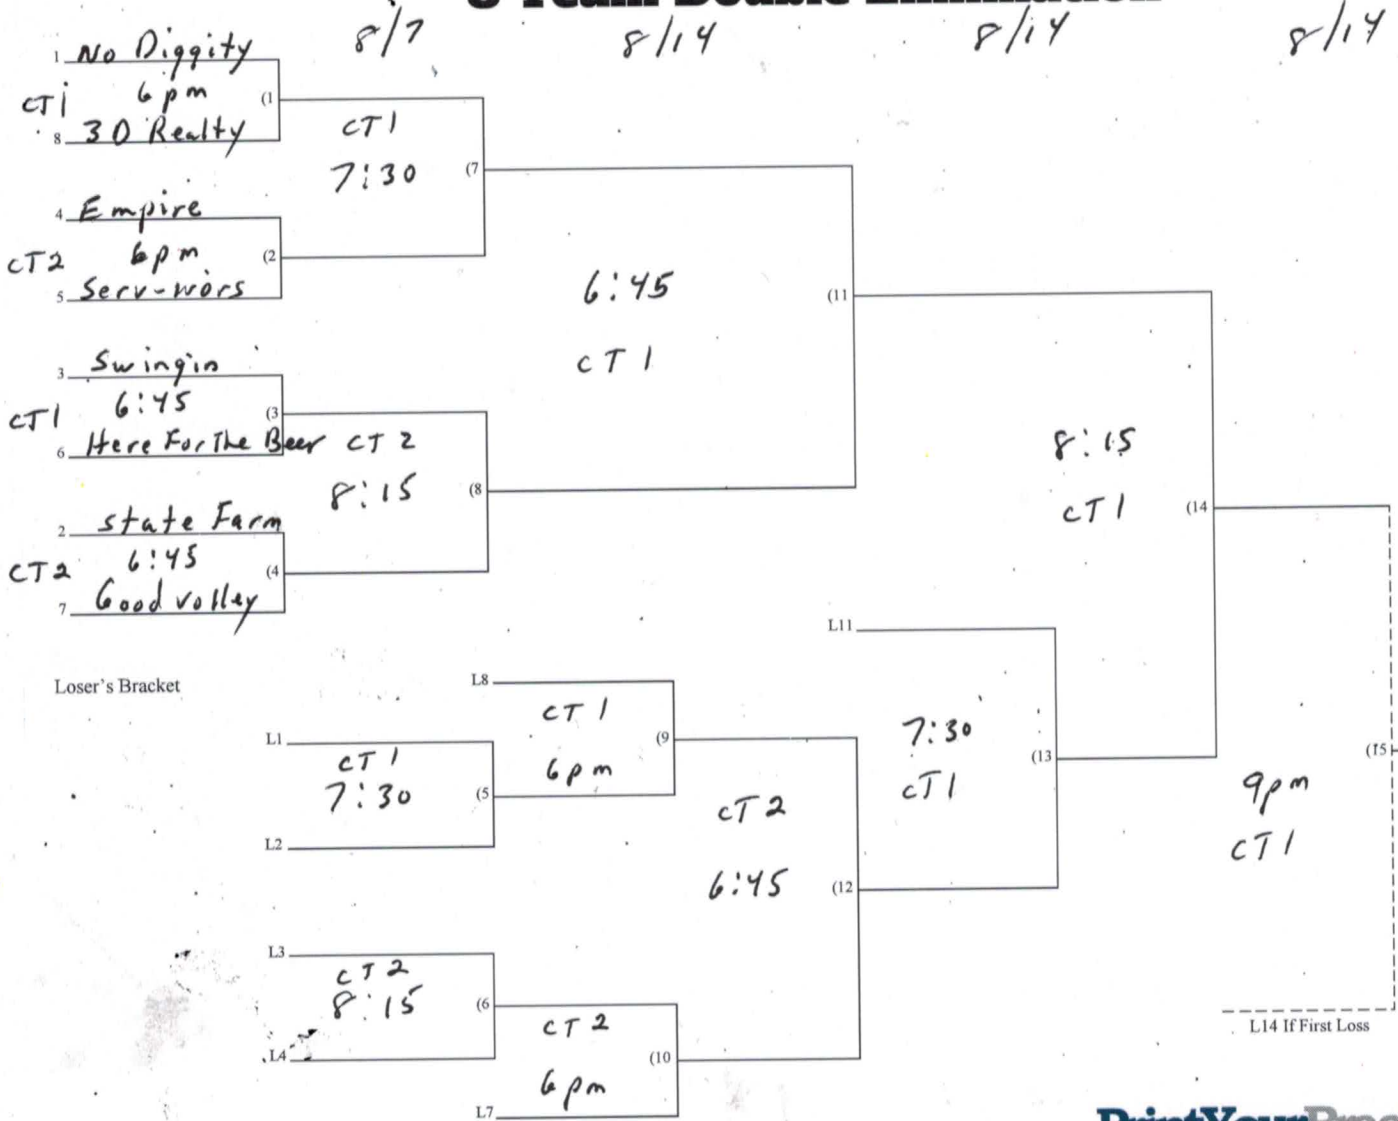 8 Team Double Elimination
8/7 8/14 8/14 8/14
1 No Diggity
CT1 6pm (1
8 30 Realty
CT1
7:30 (7
4 Empire
CT2 6pm (2
5 Serv-wors
6:45 (11
CT1
3 Swingin
CT1 6:45 (3
6 Here For The Beer
CT2
8:15 (8
2 State Farm
CT2 6:45 (4
7 Good volley
8:15
CT1 (14
L11
Loser's Bracket
L8
CT1
6pm (9
L1
CT1
7:30 (5
L2
7:30
CT1 (13
CT2
6:45 (12
9pm (15
CT1
L3
CT2
8:15 (6
L4
CT2
6pm (10
L7
L14 If First Loss